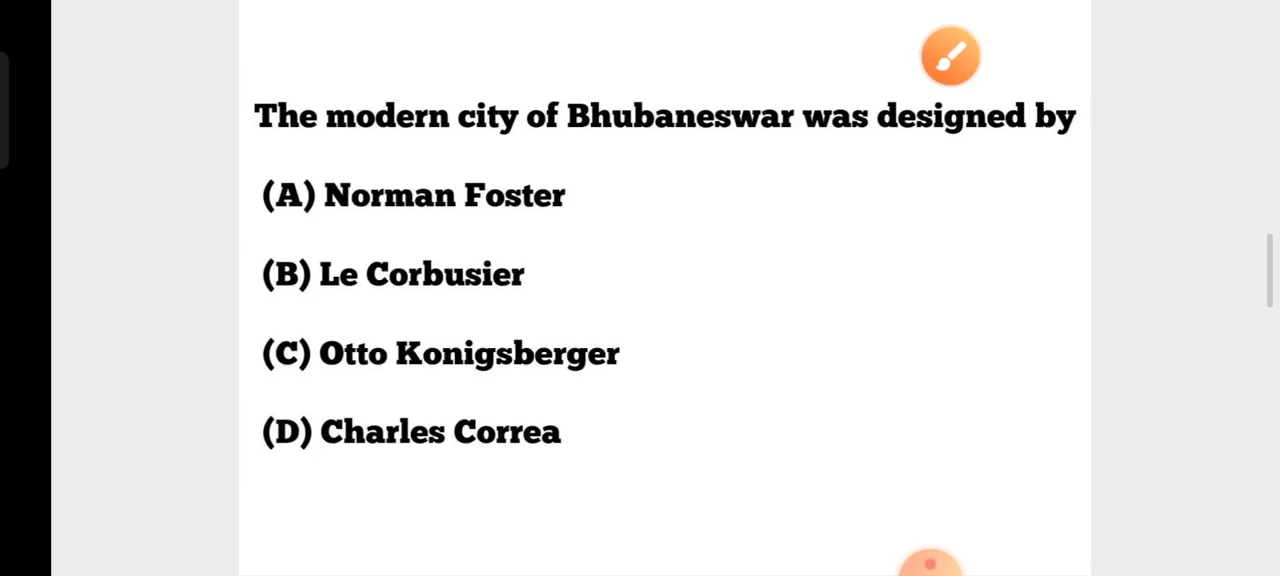 The modern city of Bhubaneswar was designed by
(A) Norman Foster
(B) Le Corbusier
(C) Otto Konigsberger
(D) Charles Correa